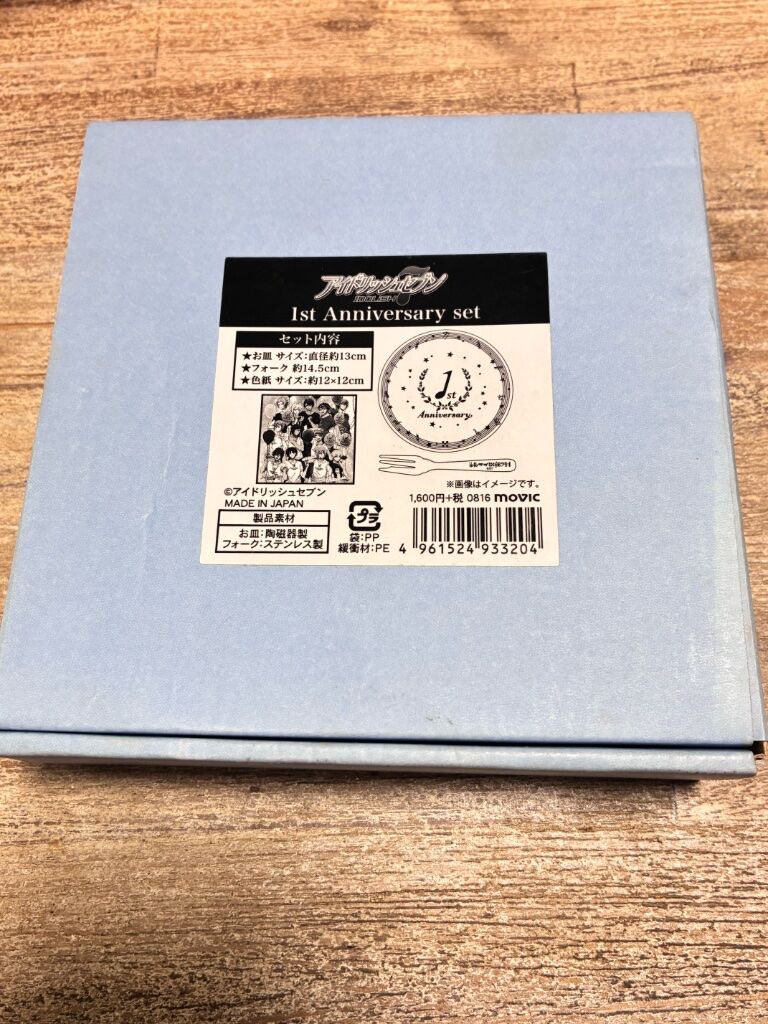 アイドリッシュセブン
IDOLISH7
1st Anniversary set
セット内容
★お皿 サイズ:直径約13cm
★フォーク 約14.5cm
★色紙 サイズ:約12×12cm
1st
Anniversary
※画像はイメージです。
©アイドリッシュセブン
MADE IN JAPAN
1,600円+税 0816 movic
製品素材
お皿:陶磁器製
フォーク:ステンレス製
プラ
袋:PP
緩衝材:PE
4 961524 933204